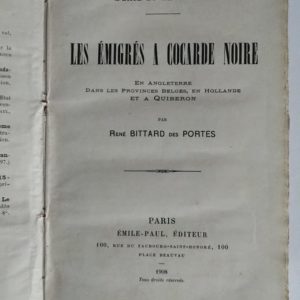 LES ÉMIGRÉS A COCARDE NOIRE
EN ANGLETERRE
DANS LES PROVINCES BELGES, EN HOLLANDE
ET A QUIBERON
PAR
RENÉ BITTARD DES PORTES
PARIS
ÉMILE-PAUL, ÉDITEUR
100, RUE DU FAUBOURG-SAINT-HONORÉ, 100
PLACE BEAUVAU
1908
Tous droits réservés.